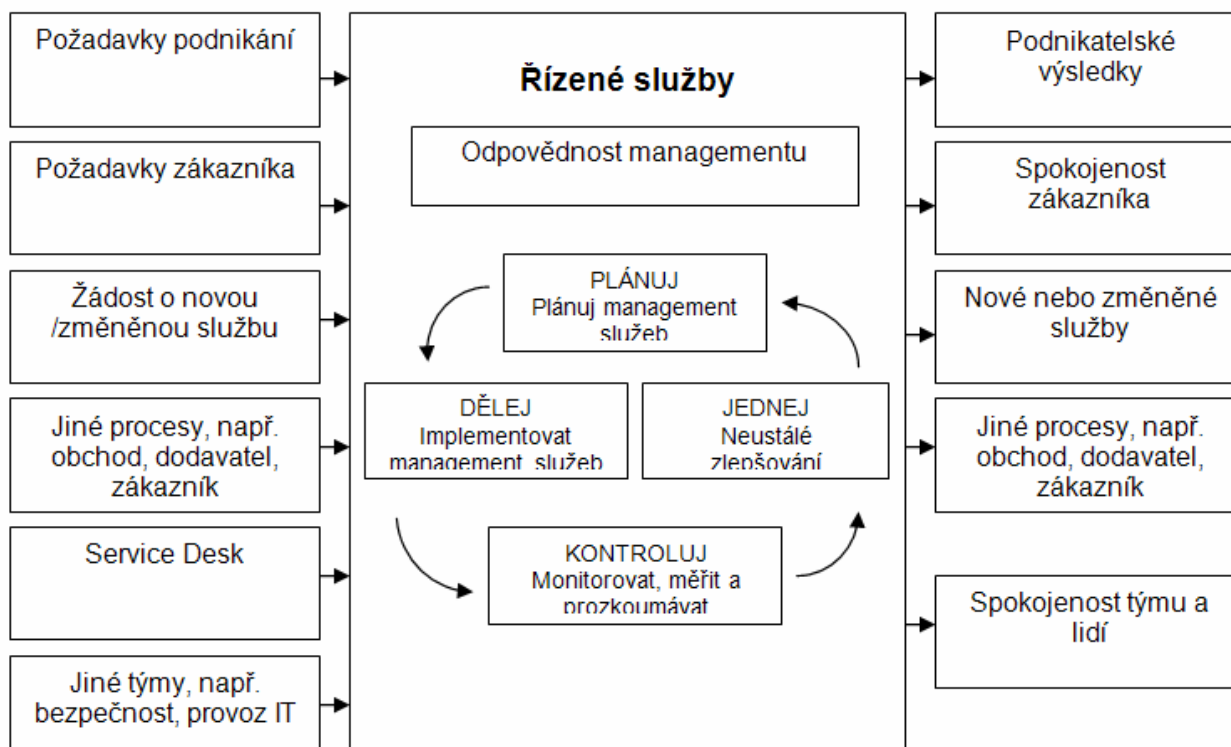 Požadavky podnikání
Požadavky zákazníka
Žádost o novou
/změněnou službu
Jiné procesy, např.
obchod, dodavatel,
zákazník
Service Desk
Jiné týmy, např.
bezpečnost, provoz IT
Řízené služby
Odpovědnost managementu
PLÁNUJ
Plánuj management
služeb
DĚLEJ
Implementovat
management služeb
JEDNEJ
Neustálé
zlepšování
KONTROLUJ
Monitorovat, měřit a
prozkoumávat
Podnikatelské
výsledky
Spokojenost
zákazníka
Nové nebo změněné
služby
Jiné procesy, např.
obchod, dodavatel,
zákazník
Spokojenost týmu a
lidí